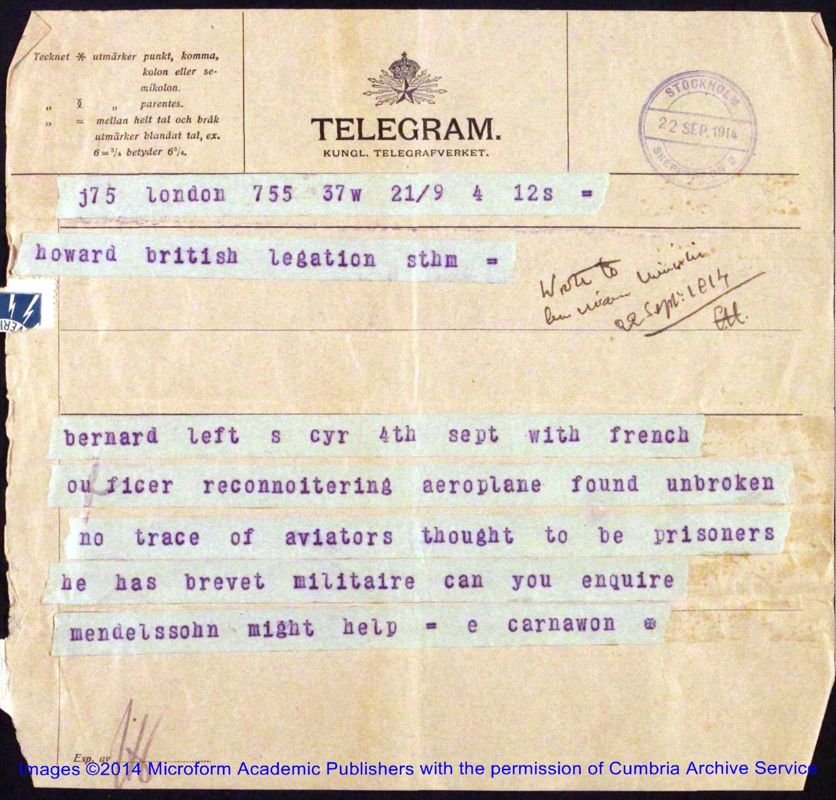 Tecknet ※ utmärker punkt, komma,
kolon eller se-
mikolon.
„ § „ parentes.
„ = mellan helt tal och bråk
utmärker blandat tal, ex.
6=³/₄ betyder 6³/₄.
TELEGRAM.
KUNGL. TELEGRAFVERKET.
STOCKHOLM
22 SEP. 1914
j75 london 755 37w 21/9 4 12s =
howard british legation sthm =
Wrote to
22 Sept: 1914
EH.
bernard left s cyr 4th sept with french
ou ficer reconnoitering aeroplane found unbroken
no trace of aviators thought to be prisoners
he has brevet militaire can you enquire
mendelssohn might help = e carnawon ※
Exp. av
Images ©2014 Microform Academic Publishers with the permission of Cumbria Archive Service